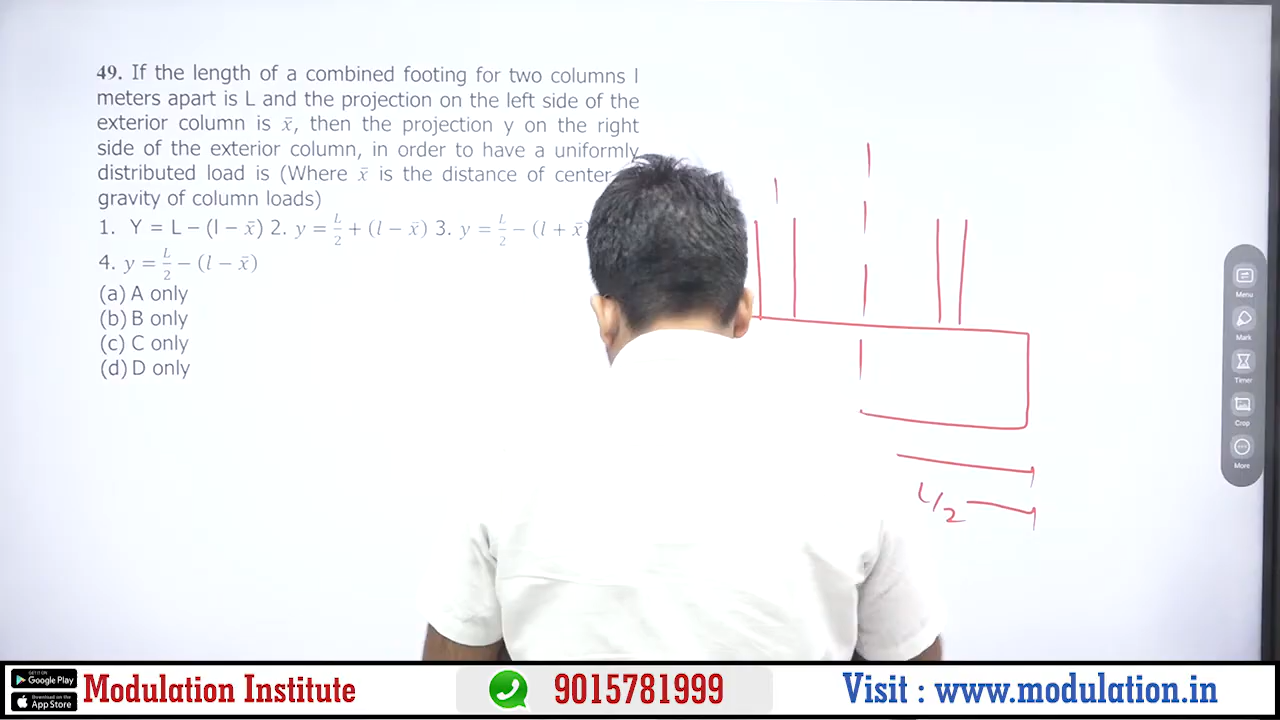 49. If the length of a combined footing for two columns l
meters apart is L and the projection on the left side of the
exterior column is x̄, then the projection y on the right
side of the exterior column, in order to have a uniformly
distributed load is (Where x̄ is the distance of center
gravity of column loads)
1. Y = L − (l − x̄) 2. y = L/2 + (l − x̄) 3. y = L/2 − (l + x̄
4. y = L/2 − (l − x̄)
(a) A only
(b) B only
(c) C only
(d) D only
L/2
Menu
Mark
Timer
Crop
More
GET IT ON
Google Play
Download on the
App Store
Modulation Institute
9015781999
Visit : www.modulation.in